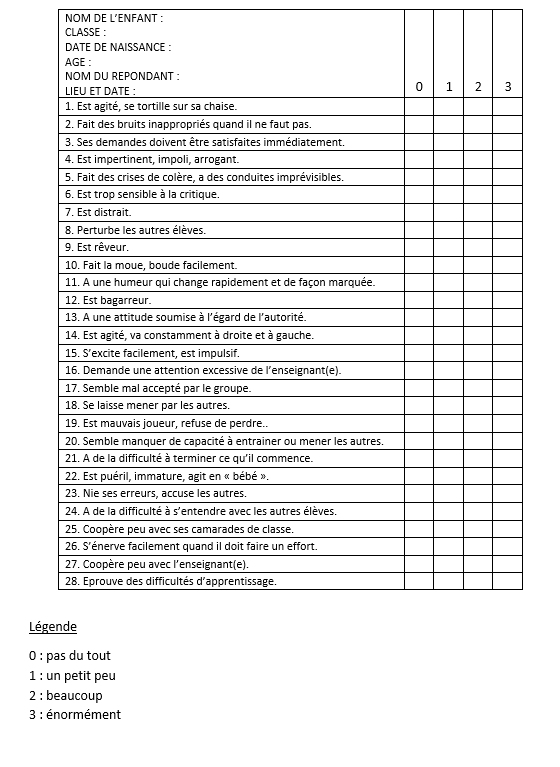 NOM DE L’ENFANT :
CLASSE :
DATE DE NAISSANCE :
AGE :
NOM DU REPONDANT :
LIEU ET DATE :
0 1 2 3
1. Est agité, se tortille sur sa chaise.
2. Fait des bruits inappropriés quand il ne faut pas.
3. Ses demandes doivent être satisfaites immédiatement.
4. Est impertinent, impoli, arrogant.
5. Fait des crises de colère, a des conduites imprévisibles.
6. Est trop sensible à la critique.
7. Est distrait.
8. Perturbe les autres élèves.
9. Est rêveur.
10. Fait la moue, boude facilement.
11. A une humeur qui change rapidement et de façon marquée.
12. Est bagarreur.
13. A une attitude soumise à l’égard de l’autorité.
14. Est agité, va constamment à droite et à gauche.
15. S’excite facilement, est impulsif.
16. Demande une attention excessive de l’enseignant(e).
17. Semble mal accepté par le groupe.
18. Se laisse mener par les autres.
19. Est mauvais joueur, refuse de perdre..
20. Semble manquer de capacité à entrainer ou mener les autres.
21. A de la difficulté à terminer ce qu’il commence.
22. Est puéril, immature, agit en « bébé ».
23. Nie ses erreurs, accuse les autres.
24. A de la difficulté à s’entendre avec les autres élèves.
25. Coopère peu avec ses camarades de classe.
26. S’énerve facilement quand il doit faire un effort.
27. Coopère peu avec l’enseignant(e).
28. Eprouve des difficultés d’apprentissage.
Légende
0 : pas du tout
1 : un petit peu
2 : beaucoup
3 : énormément